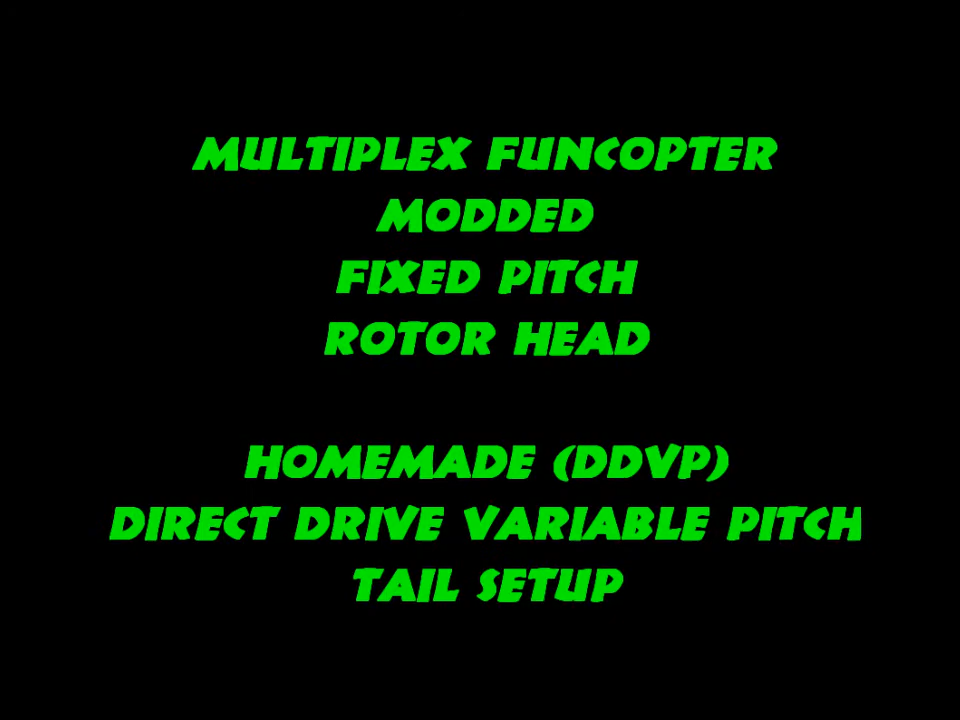 MULTIPLEX FUNCOPTER
MODDED
FIXED PITCH
ROTOR HEAD
HOMEMADE (DDVP)
DIRECT DRIVE VARIABLE PITCH
TAIL SETUP